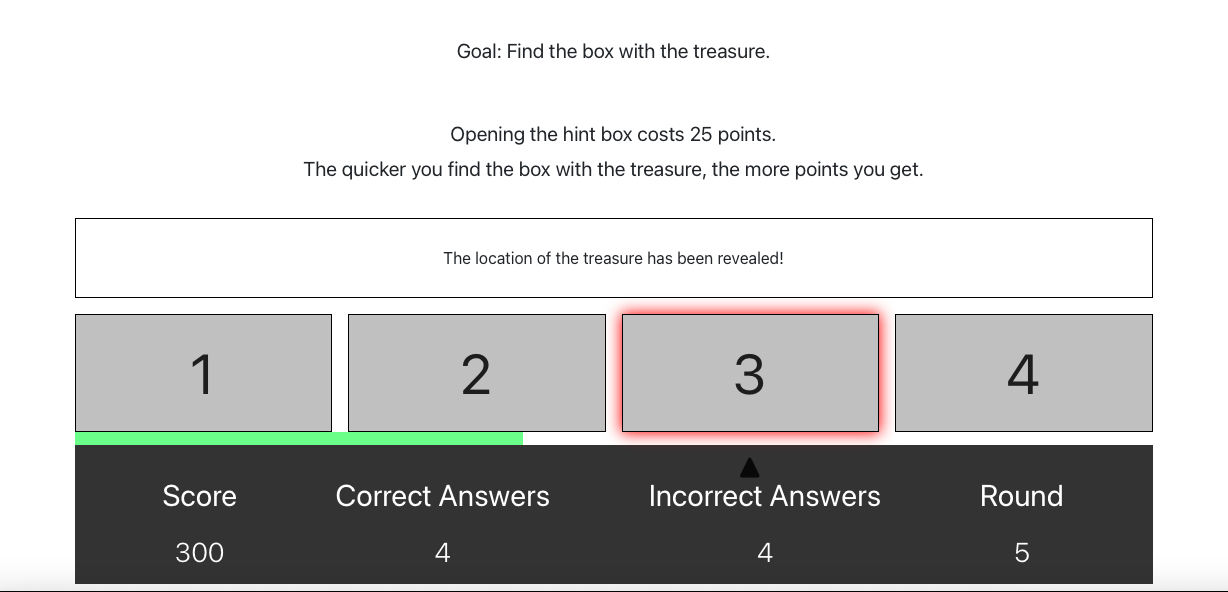 Goal: Find the box with the treasure.
Opening the hint box costs 25 points.
The quicker you find the box with the treasure, the more points you get.
The location of the treasure has been revealed!
1 2 3 4
Score Correct Answers Incorrect Answers Round
300 4 4 5